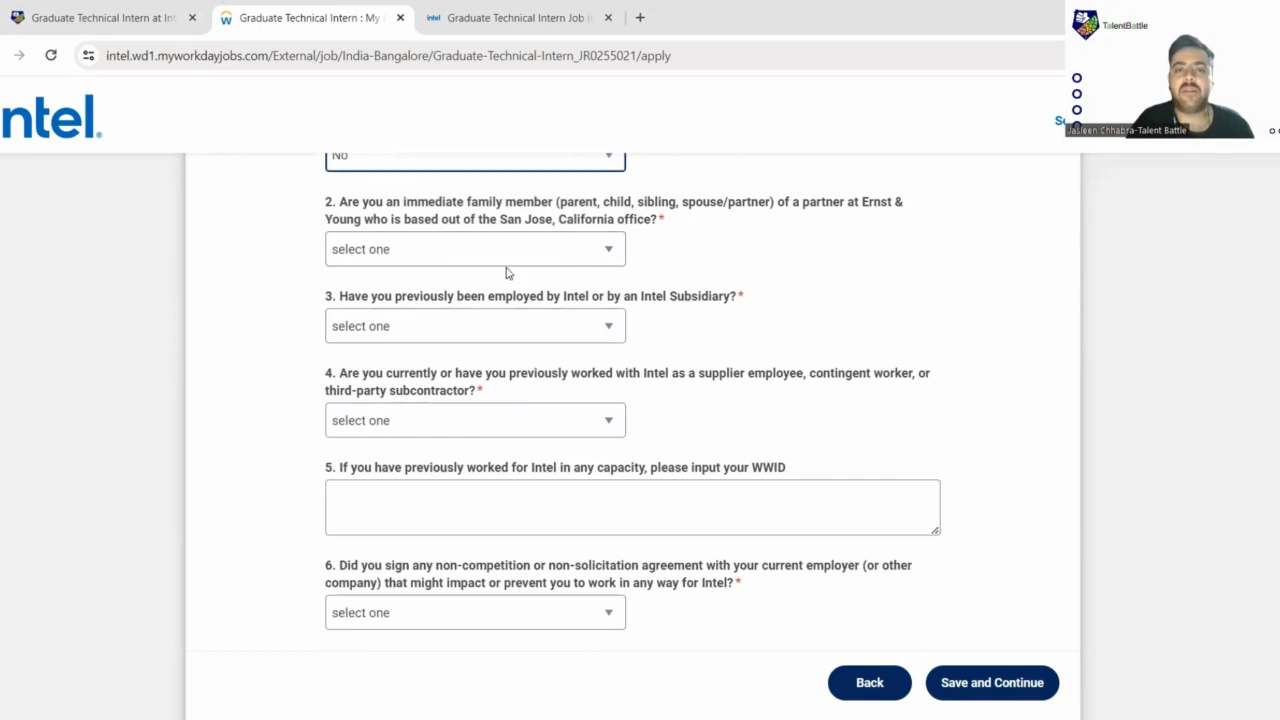 Graduate Technical Intern at Int
Graduate Technical Intern : My
intel
Graduate Technical Intern Job i
intel.wd1.myworkdayjobs.com/External/job/India-Bangalore/Graduate-Technical-Intern_JR0255021/apply
TalentBattle
ntel.
Se
Jasleen Chhabra-Talent Battle
No
2. Are you an immediate family member (parent, child, sibling, spouse/partner) of a partner at Ernst &
Young who is based out of the San Jose, California office?*
select one
3. Have you previously been employed by Intel or by an Intel Subsidiary?*
select one
4. Are you currently or have you previously worked with Intel as a supplier employee, contingent worker, or
third-party subcontractor?*
select one
5. If you have previously worked for Intel in any capacity, please input your WWID
6. Did you sign any non-competition or non-solicitation agreement with your current employer (or other
company) that might impact or prevent you to work in any way for Intel?*
select one
Back
Save and Continue